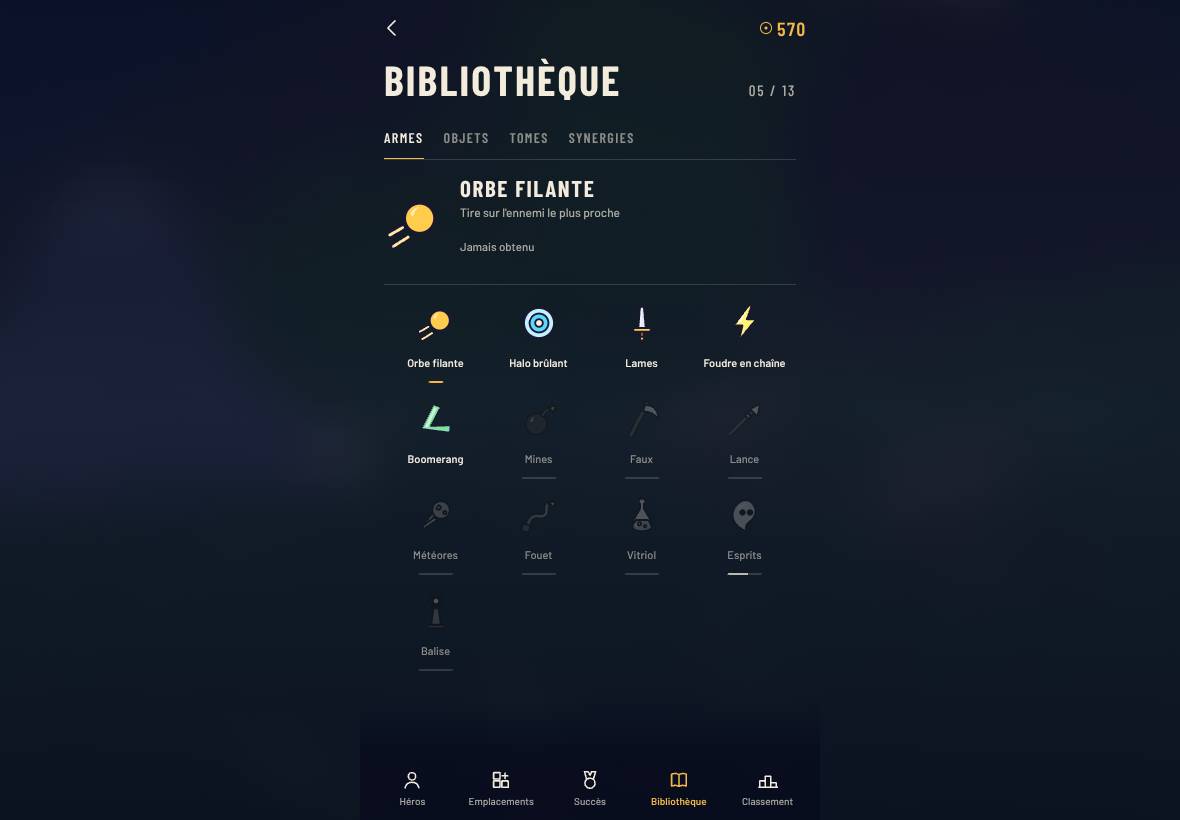 570
BIBLIOTHÈQUE
05 / 13
ARMES OBJETS TOMES SYNERGIES
ORBE FILANTE
Tire sur l'ennemi le plus proche
Jamais obtenu
Orbe filante Halo brûlant Lames Foudre en chaîne
Boomerang Mines Faux Lance
Météores Fouet Vitriol Esprits
Balise
Héros Emplacements Succès Bibliothèque Classement